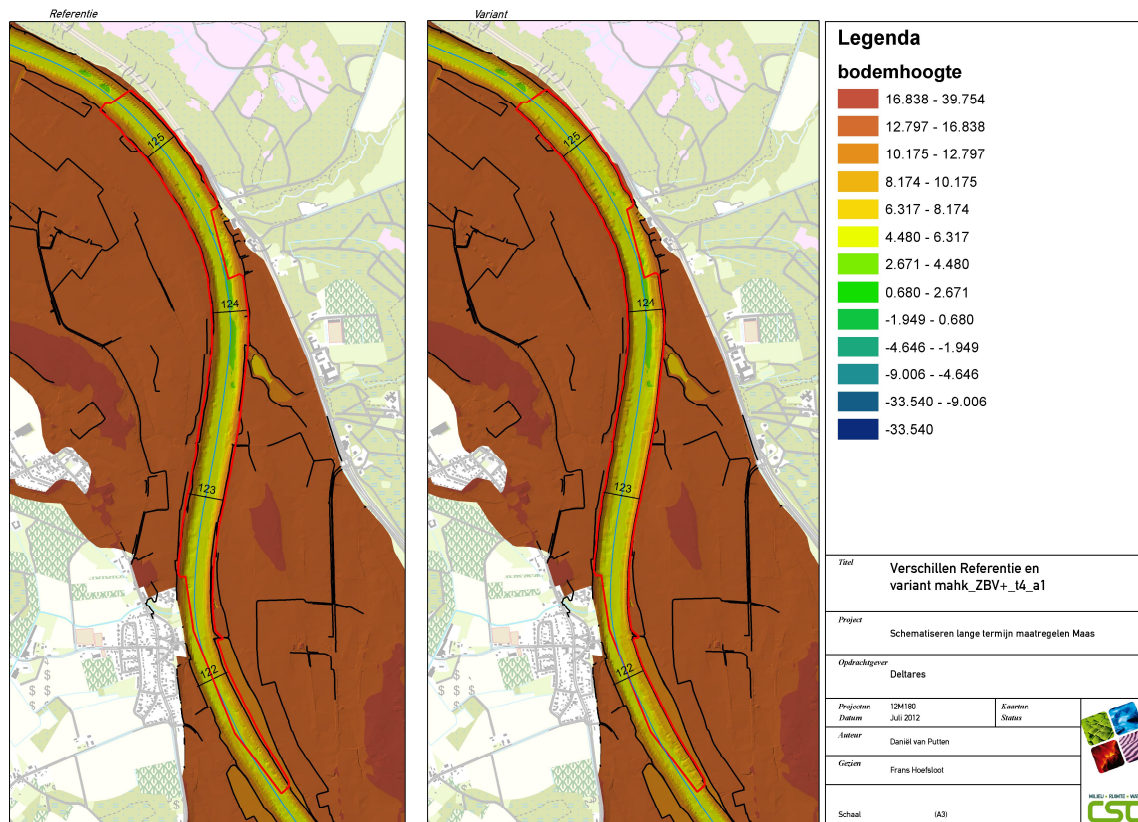 Referentie
125
124
123
122
Variant
125
124
123
122
Legenda
bodemhoogte
16.838 - 39.754
12.797 - 16.838
10.175 - 12.797
8.174 - 10.175
6.317 - 8.174
4.480 - 6.317
2.671 - 4.480
0.680 - 2.671
-1.949 - 0.680
-4.646 - -1.949
-9.006 - -4.646
-33.540 - -9.006
-33.540
Titel
Verschillen Referentie en
variant mahk_ZBV+_t4_a1
Project
Schematiseren lange termijn maatregelen Maas
Opdrachtgever
Deltares
Projectnr. 12M180 Kaartnr.
Datum Juli 2012 Status
Auteur
Daniël van Putten
Gezien
Frans Hoefsloot
Schaal (A3)
MILIEU • RUIMTE •